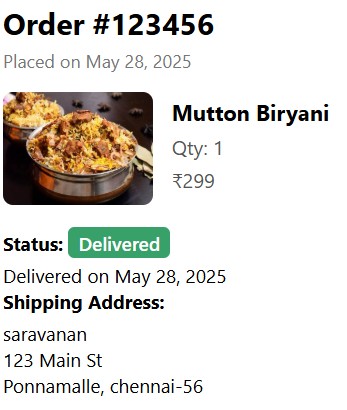 Order #123456
Placed on May 28, 2025
Mutton Biryani
Qty: 1
₹299
Status: Delivered
Delivered on May 28, 2025
Shipping Address:
saravanan
123 Main St
Ponnamalle, chennai-56